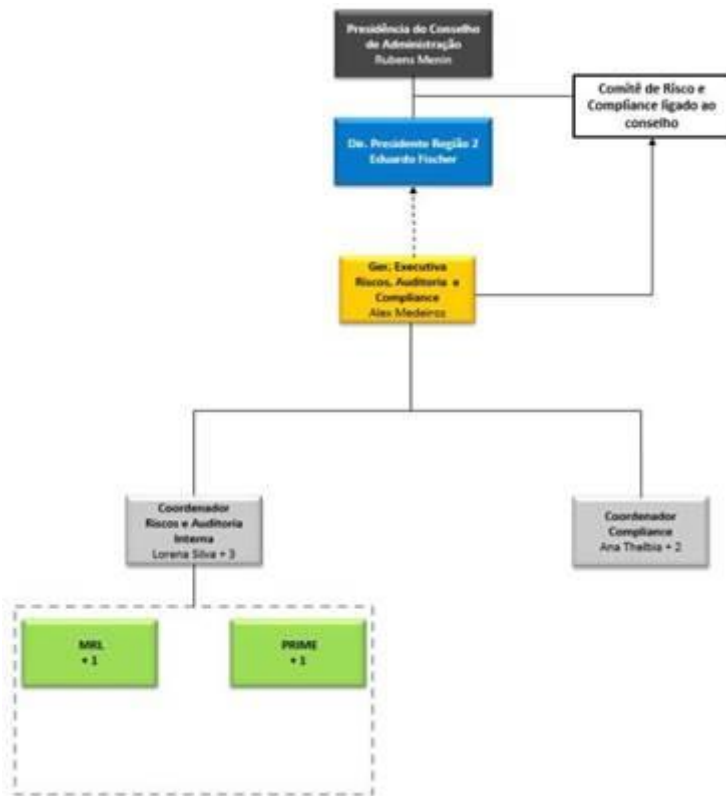 Presidência do Conselho
de Administração
Rubens Menin
Comitê de Risco e
Compliance ligado ao
conselho
Dir. Presidente Região 2
Eduardo Fischer
Ger. Executiva
Riscos, Auditoria e
Compliance
Alex Medeiros
Coordenador
Riscos e Auditoria
Interna
Lorena Silva + 3
Coordenador
Compliance
Ana Thelbia + 2
MRL
+ 1
PRIME
+ 1